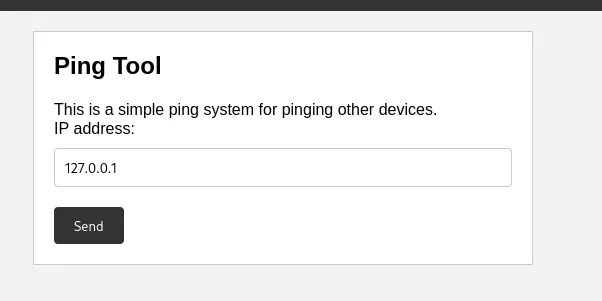 Ping Tool
This is a simple ping system for pinging other devices.
IP address:
127.0.0.1
Send